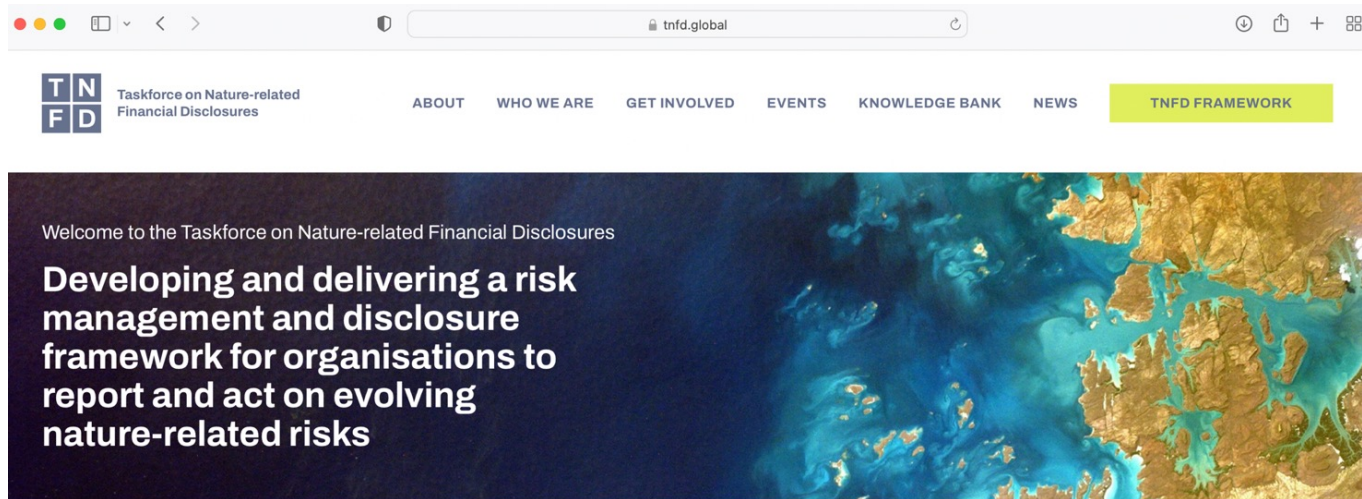 tnfd.global
TN
FD
Taskforce on Nature-related
Financial Disclosures
ABOUT WHO WE ARE GET INVOLVED EVENTS KNOWLEDGE BANK NEWS TNFD FRAMEWORK
Welcome to the Taskforce on Nature-related Financial Disclosures
Developing and delivering a risk
management and disclosure
framework for organisations to
report and act on evolving
nature-related risks